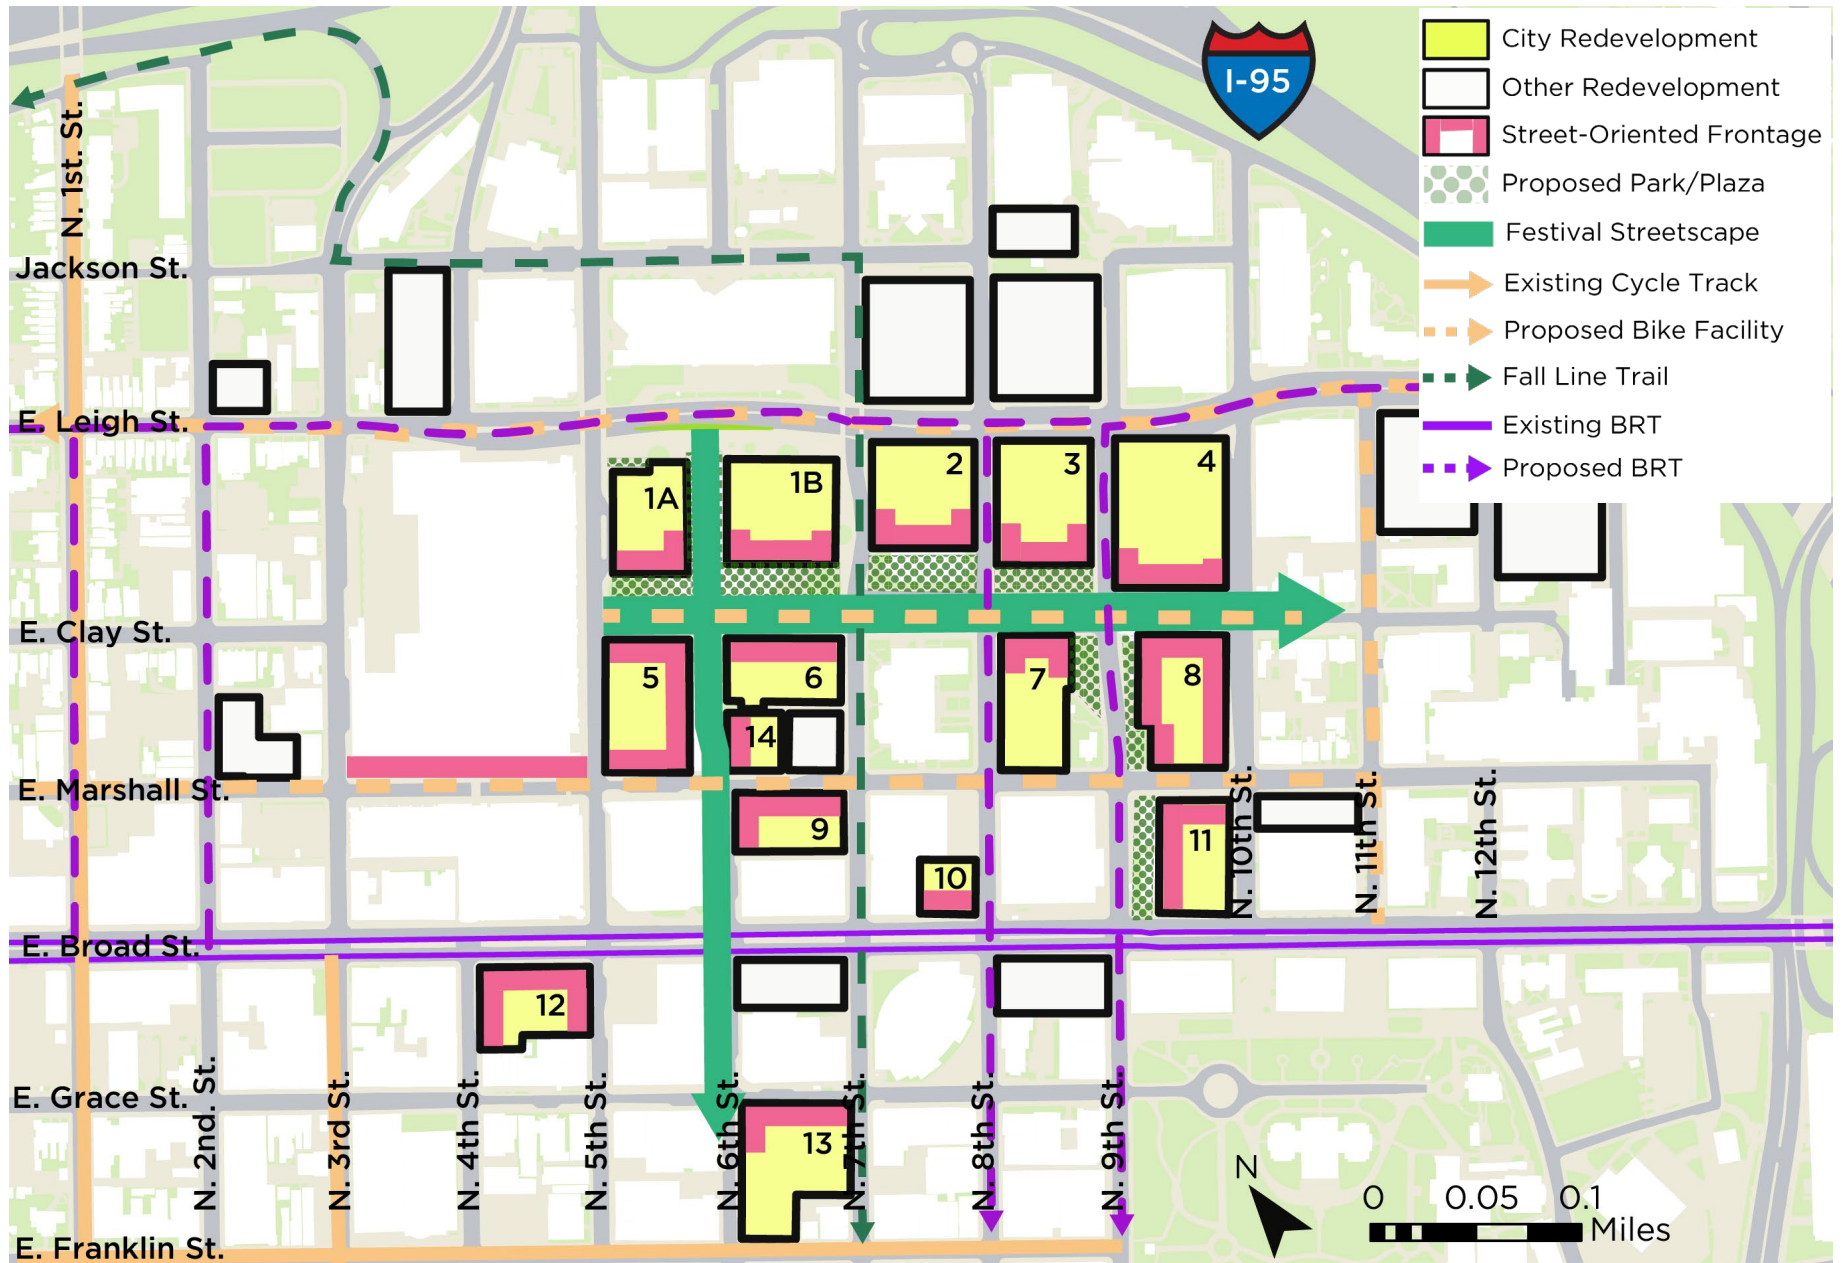 I-95
City Redevelopment
Other Redevelopment
Street-Oriented Frontage
Proposed Park/Plaza
Festival Streetscape
Existing Cycle Track
Proposed Bike Facility
Fall Line Trail
Existing BRT
Proposed BRT
N. 1st. St.
Jackson St.
E. Leigh St.
1A
1B
2
3
4
E. Clay St.
5
6
7
8
14
E. Marshall St.
9
10
11
N. 10th St.
N. 11th St.
N. 12th St.
E. Broad St.
12
E. Grace St.
N. 2nd. St.
N. 3rd St.
N. 4th St.
N. 5th St.
N. 6th St.
13
N. 7th St.
N. 8th St.
N. 9th St.
E. Franklin St.
N
0 0.05 0.1
Miles